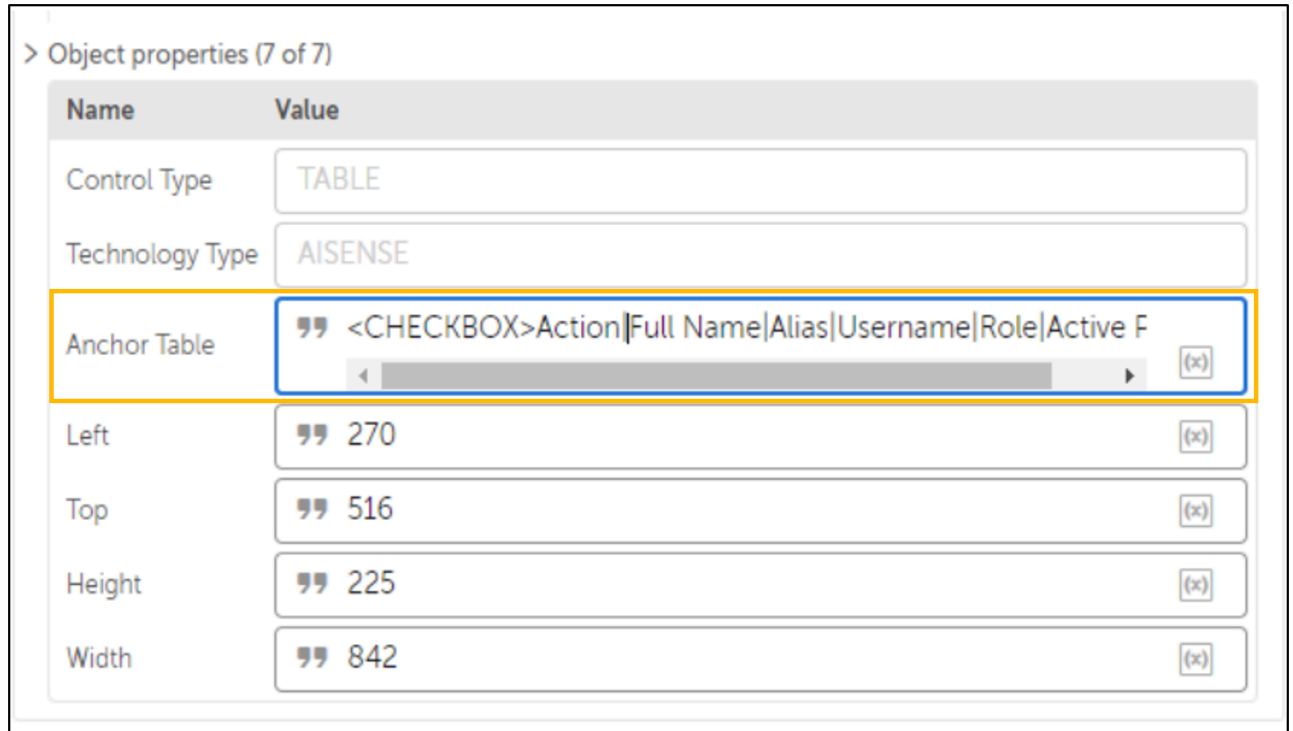 Object properties (7 of 7)
Name Value
Control Type TABLE
Technology Type AISENSE
Anchor Table <CHECKBOX>Action|Full Name|Alias|Username|Role|Active
(x)
Left 270 (x)
Top 516 (x)
Height 225 (x)
Width 842 (x)